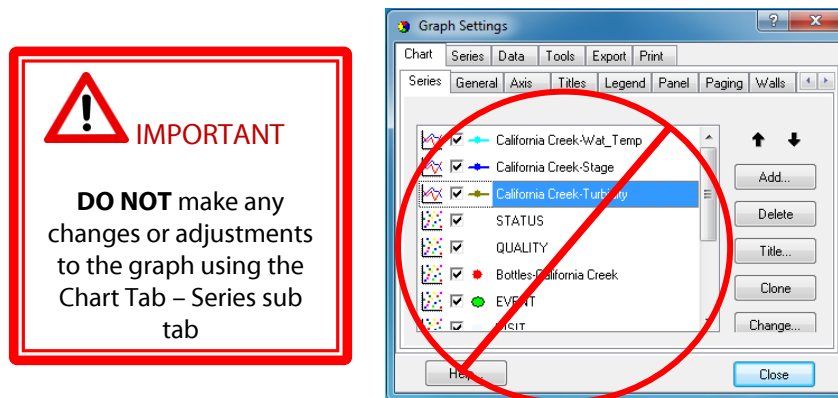 IMPORTANT
DO NOT make any
changes or adjustments
to the graph using the
Chart Tab – Series sub
tab
Graph Settings
Chart Series Data Tools Export Print
Series General Axis Titles Legend Panel Paging Walls
California Creek-Wat_Temp
California Creek-Stage
California Creek-Turbidity
STATUS
QUALITY
Bottles-California Creek
EVENT
VISIT
Add...
Delete
Title...
Clone
Change...
Help...
Close